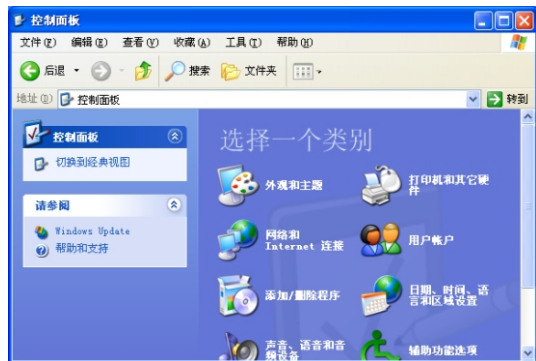 控制面板
文件(F) 编辑(E) 查看(V) 收藏(A) 工具(T) 帮助(H)
后退 搜索 文件夹
地址(D) 控制面板 转到
控制面板
切换到经典视图
请参阅
Windows Update
帮助和支持
选择一个类别
外观和主题
打印机和其它硬
件
网络和
Internet 连接
用户帐户
添加/删除程序
日期、时间、语
言和区域设置
声音、语音和音
频设备
辅助功能选项